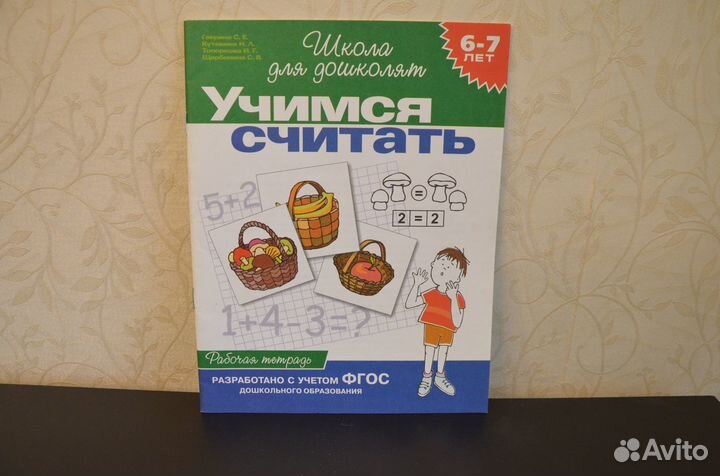 Гаврина С. Е.
Кутявина Н. Л.
Топоркова И. Г.
Щербинина С. В.
Школа
для дошколят
6-7
ЛЕТ
УЧИМСЯ
СЧИТАТЬ
5+2
=
2 = 2
1+4-3=?
Рабочая тетрадь
РАЗРАБОТАНО С УЧЕТОМ ФГОС
ДОШКОЛЬНОГО ОБРАЗОВАНИЯ
Avito